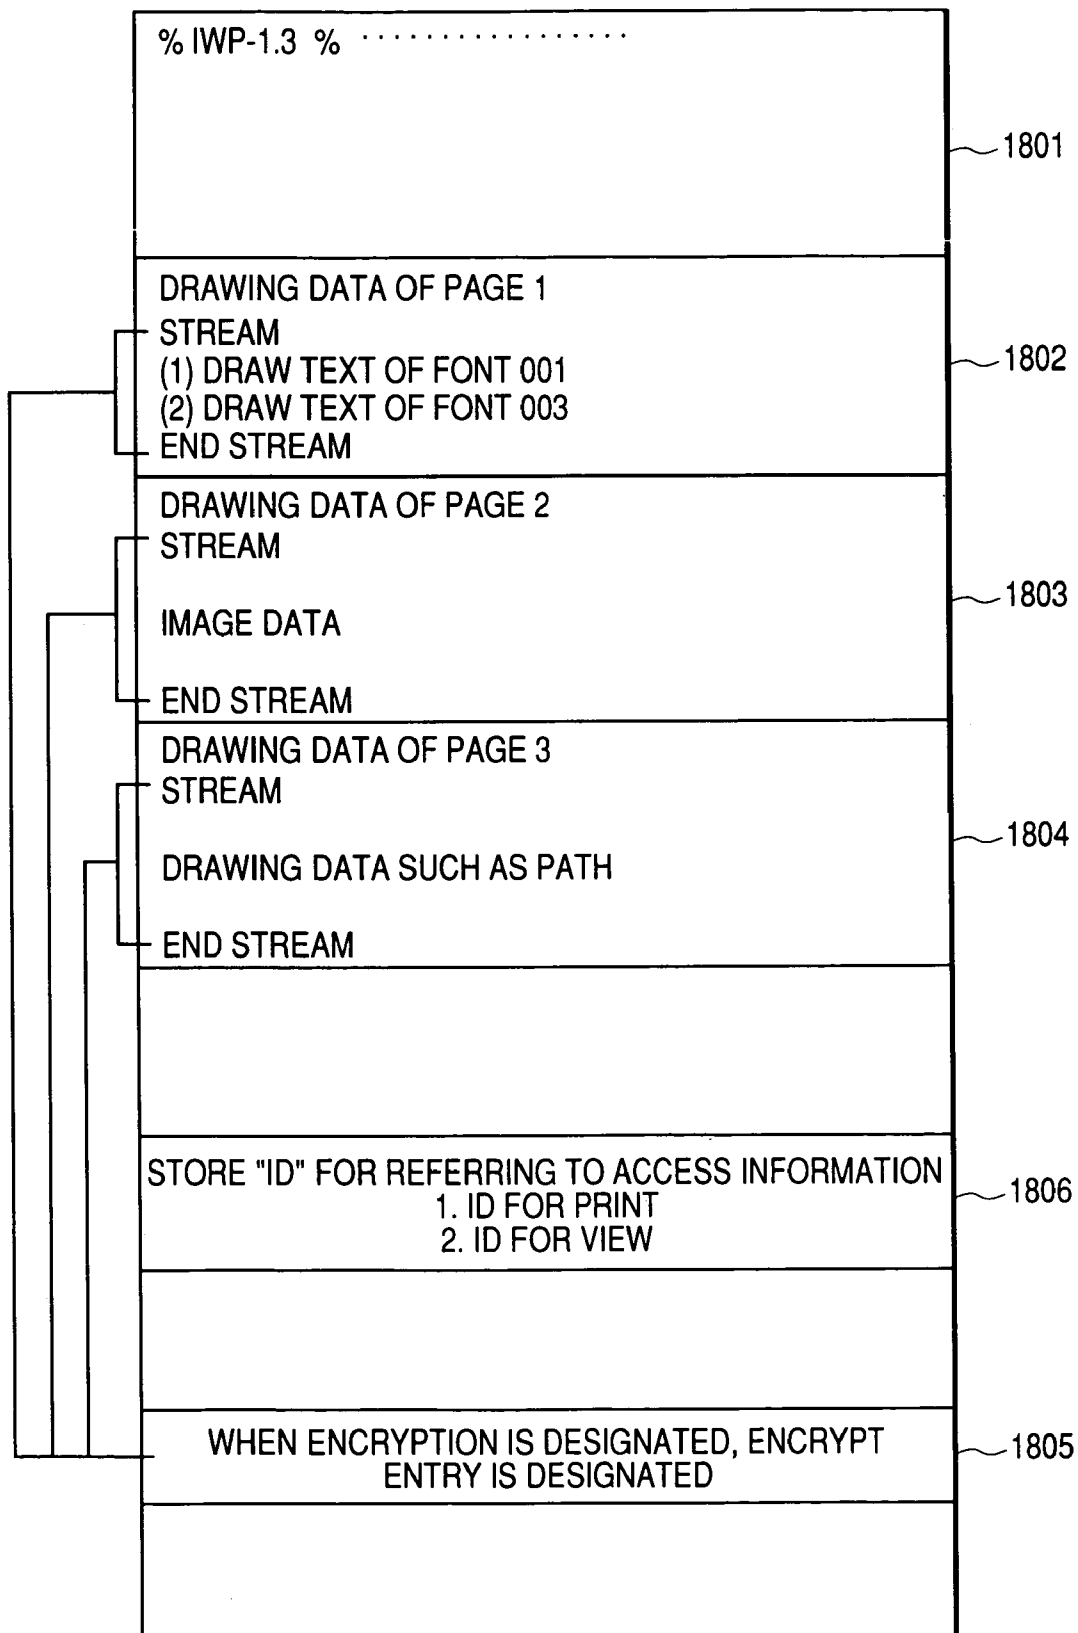 % IWP-1.3 % ..................
1801
DRAWING DATA OF PAGE 1
STREAM
(1) DRAW TEXT OF FONT 001
(2) DRAW TEXT OF FONT 003
END STREAM
1802
DRAWING DATA OF PAGE 2
STREAM
IMAGE DATA
END STREAM
1803
DRAWING DATA OF PAGE 3
STREAM
DRAWING DATA SUCH AS PATH
END STREAM
1804
STORE "ID" FOR REFERRING TO ACCESS INFORMATION
1. ID FOR PRINT
2. ID FOR VIEW
1806
WHEN ENCRYPTION IS DESIGNATED, ENCRYPT
ENTRY IS DESIGNATED
1805